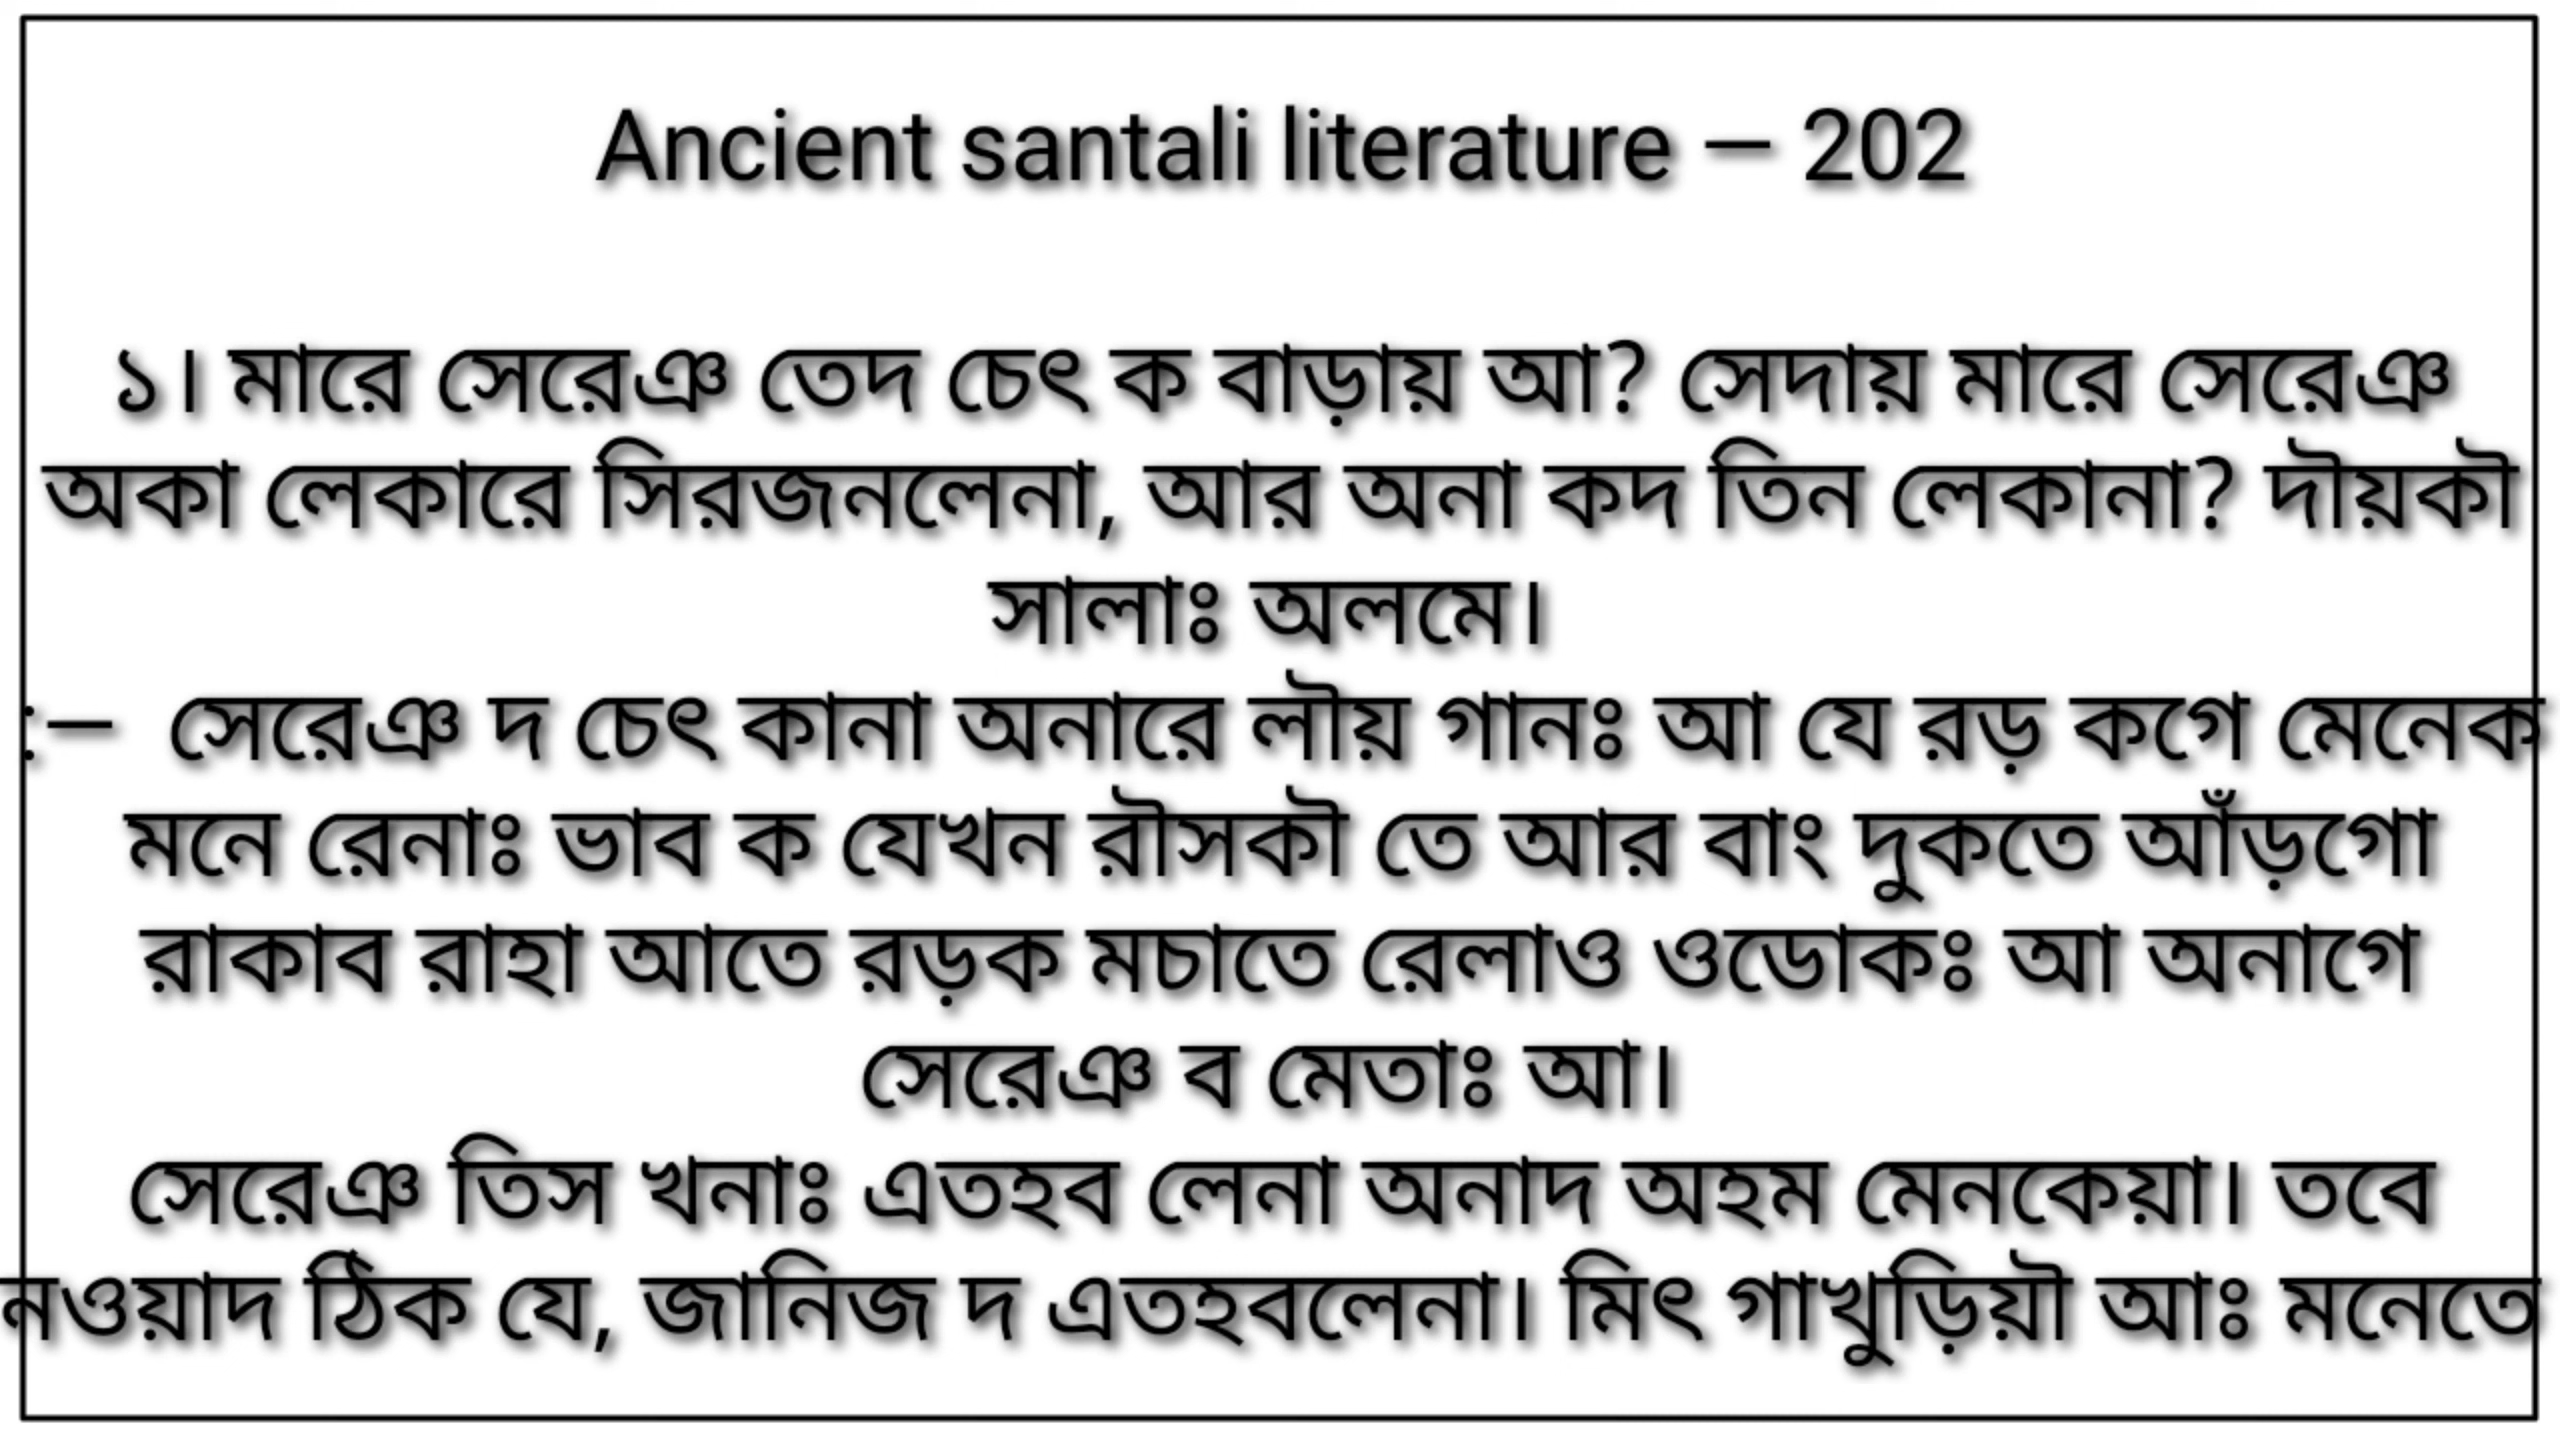 Ancient santali literature – 202
১। মারে সেরেঞ তেদ চেৎ ক বাড়ায় আ? সেদায় মারে সেরেঞ
অকা লেকারে সিরজনলেনা, আর অনা কদ তিন লেকানা? দৗয়কৗ
সালাঃ অলমে।
:– সেরেঞ দ চেৎ কানা অনারে লৗয় গানঃ আ যে রড় কগে মেনেক
মনে রেনাঃ ভাব ক যেখন রৗসকৗ তে আর বাং দুকতে আঁড়গো
রাকাব রাহা আতে রড়ক মচাতে রেলাও ওডোকঃ আ অনাগে
সেরেঞ ব মেতাঃ আ।
সেরেঞ তিস খনাঃ এতহব লেনা অনাদ অহম মেনকেয়া। তবে
নওয়াদ ঠিক যে, জানিজ দ এতহবলেনা। মিৎ গাখুড়িয়ৗ আঃ মনেতে